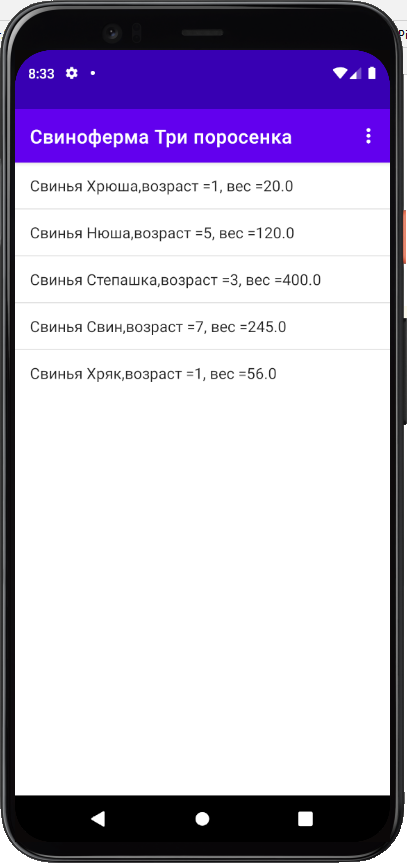 8:33
Свиноферма Три поросенка
Свинья Хрюша,возраст =1, вес =20.0
Свинья Нюша,возраст =5, вес =120.0
Свинья Степашка,возраст =3, вес =400.0
Свинья Свин,возраст =7, вес =245.0
Свинья Хряк,возраст =1, вес =56.0